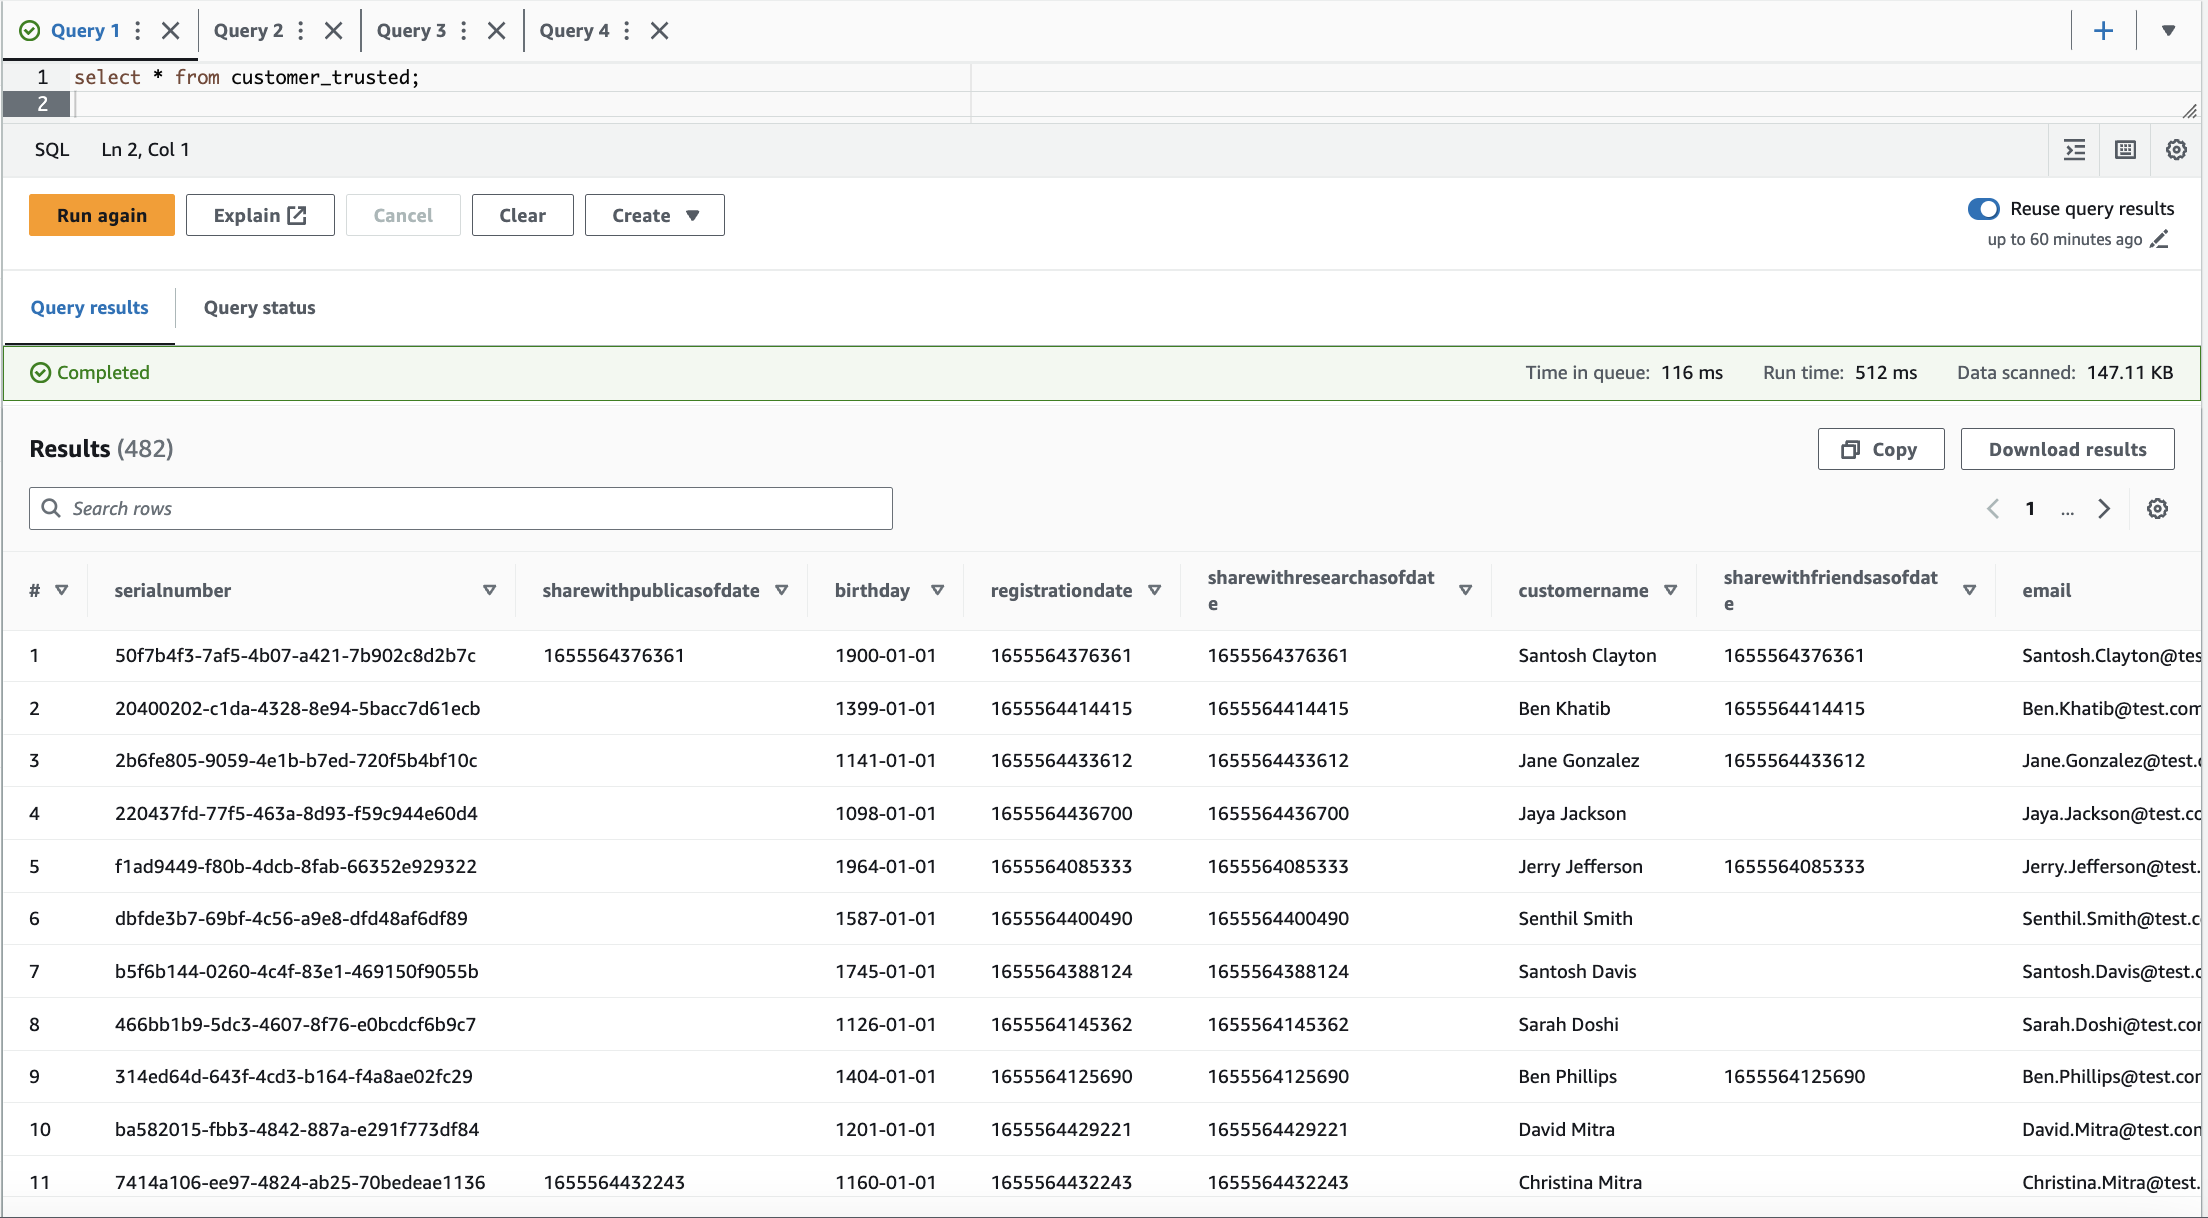 Query 1 Query 2 Query 3 Query 4
1 select * from customer_trusted;
2
SQL Ln 2, Col 1
Run again Explain Cancel Clear Create Reuse query results
up to 60 minutes ago
Query results Query status
Completed Time in queue: 116 ms Run time: 512 ms Data scanned: 147.11 KB
Results (482) Copy Download results
Search rows 1 ...
# serialnumber sharewithpublicasofdate birthday registrationdate sharewithresearchasofdate customername sharewithfriendsasofdate email
1 50f7b4f3-7af5-4b07-a421-7b902c8d2b7c 1655564376361 1900-01-01 1655564376361 1655564376361 Santosh Clayton 1655564376361 Santosh.Clayton@tes
2 20400202-c1da-4328-8e94-5bacc7d61ecb 1399-01-01 1655564414415 1655564414415 Ben Khatib 1655564414415 Ben.Khatib@test.com
3 2b6fe805-9059-4e1b-b7ed-720f5b4bf10c 1141-01-01 1655564433612 1655564433612 Jane Gonzalez 1655564433612 Jane.Gonzalez@test.
4 220437fd-77f5-463a-8d93-f59c944e60d4 1098-01-01 1655564436700 1655564436700 Jaya Jackson Jaya.Jackson@test.co
5 f1ad9449-f80b-4dcb-8fab-66352e929322 1964-01-01 1655564085333 1655564085333 Jerry Jefferson 1655564085333 Jerry.Jefferson@test.
6 dbfde3b7-69bf-4c56-a9e8-dfd48af6df89 1587-01-01 1655564400490 1655564400490 Senthil Smith Senthil.Smith@test.c
7 b5f6b144-0260-4c4f-83e1-469150f9055b 1745-01-01 1655564388124 1655564388124 Santosh Davis Santosh.Davis@test.c
8 466bb1b9-5dc3-4607-8f76-e0bcdcf6b9c7 1126-01-01 1655564145362 1655564145362 Sarah Doshi Sarah.Doshi@test.cor
9 314ed64d-643f-4cd3-b164-f4a8ae02fc29 1404-01-01 1655564125690 1655564125690 Ben Phillips 1655564125690 Ben.Phillips@test.cor
10 ba582015-fbb3-4842-887a-e291f773df84 1201-01-01 1655564429221 1655564429221 David Mitra David.Mitra@test.con
11 7414a106-ee97-4824-ab25-70bedeae1136 1655564432243 1160-01-01 1655564432243 1655564432243 Christina Mitra Christina.Mitra@test.